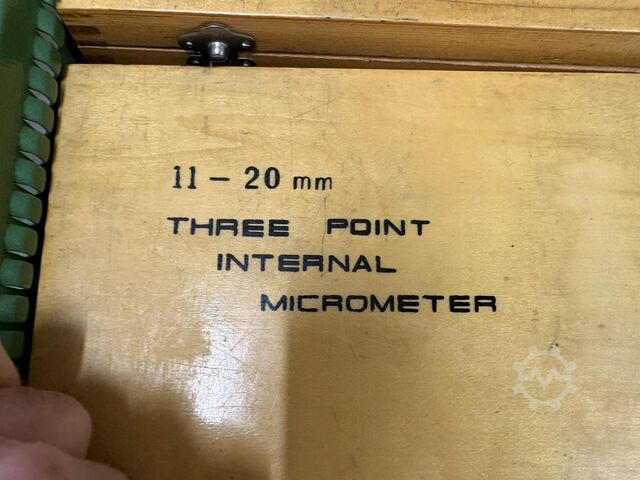 11 - 20 mm
THREE POINT
INTERNAL
MICROMETER